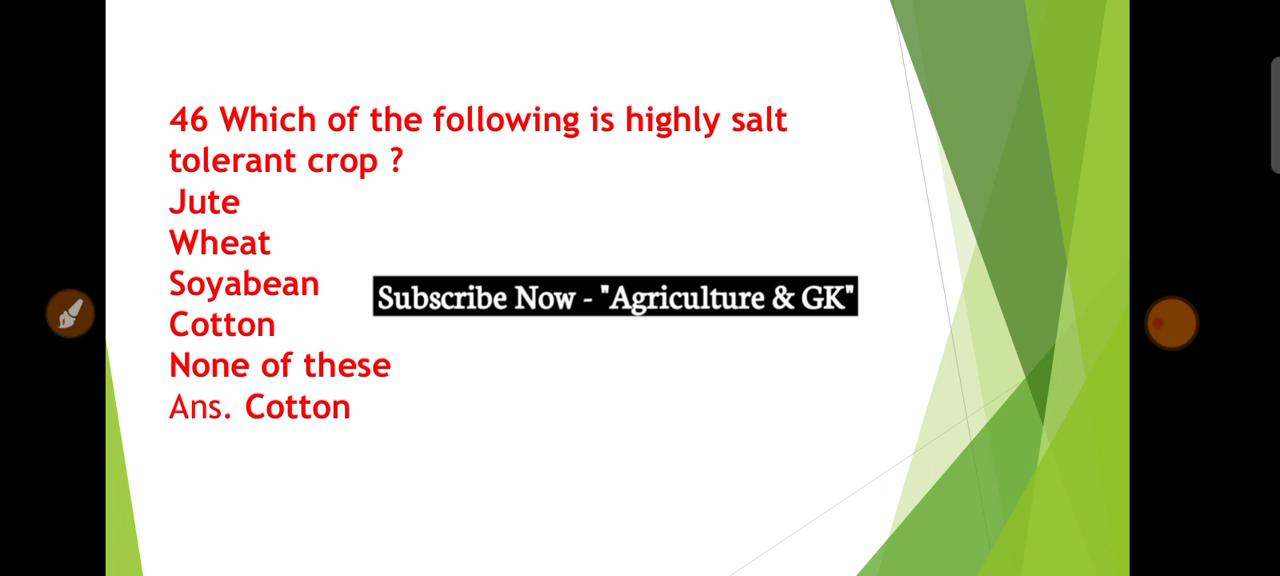 46 Which of the following is highly salt
tolerant crop ?
Jute
Wheat
Soyabean
Subscribe Now - "Agriculture & GK"
Cotton
None of these
Ans. Cotton